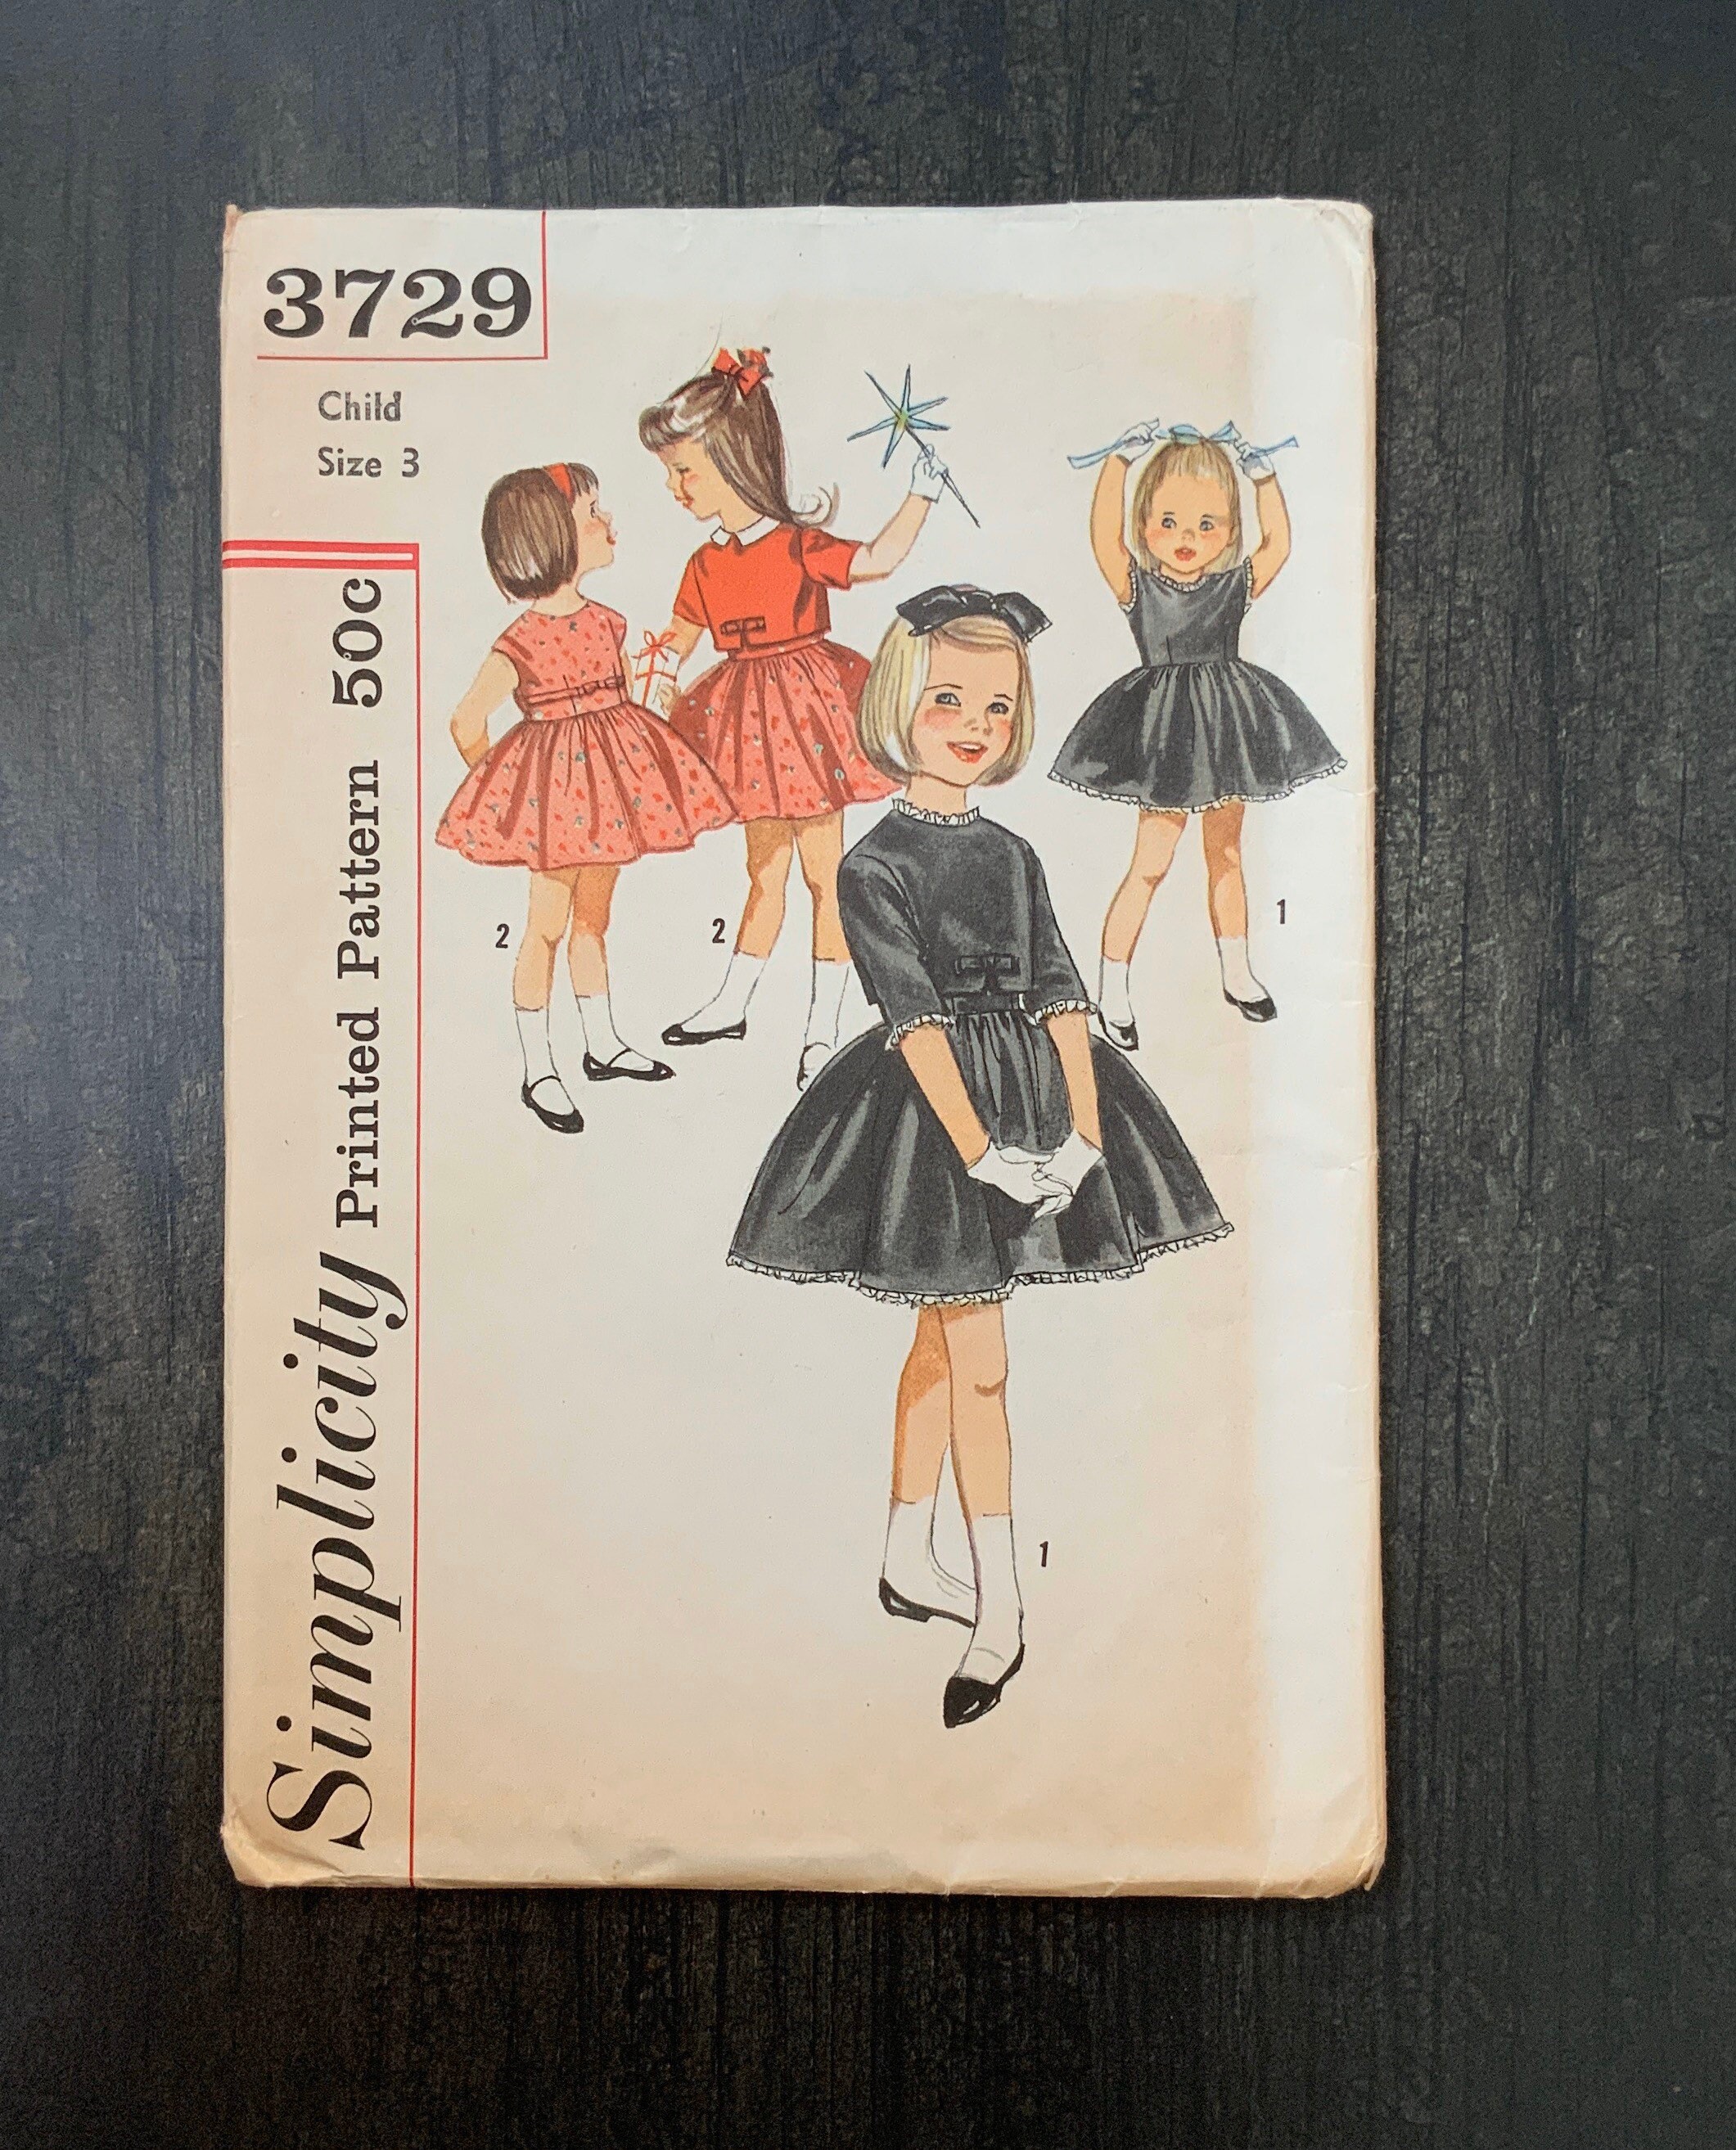 3729
Child
Size 3
Simplicity Printed Pattern 50c
2
2
1
1